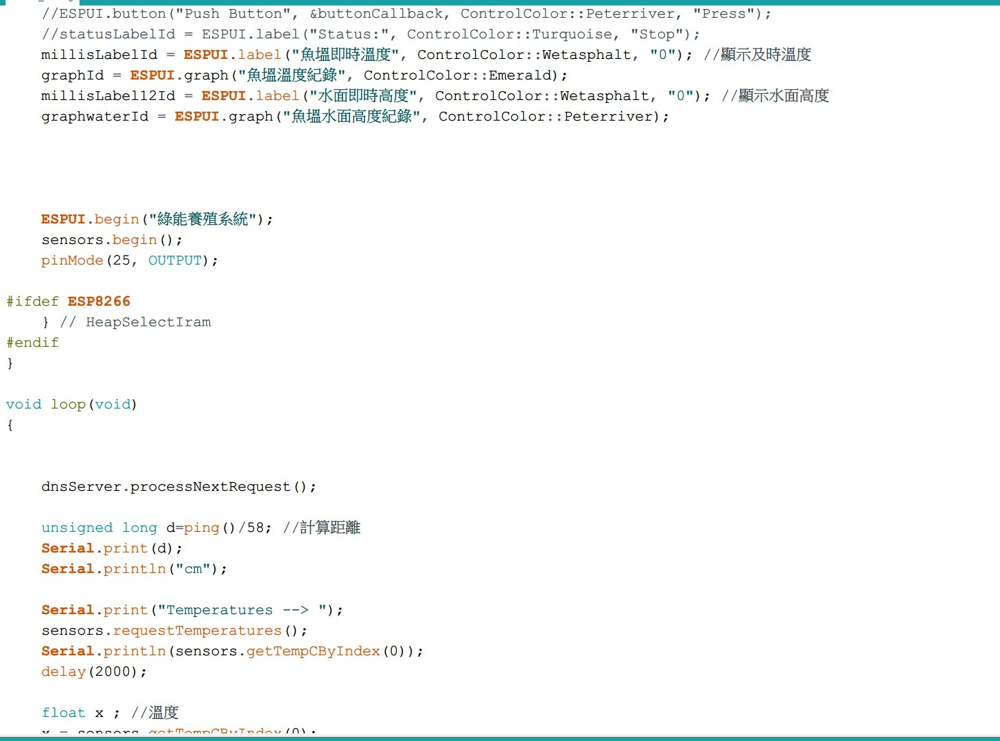 //ESPUI.button("Push Button", &buttonCallback, ControlColor::Peterriver, "Press");
//statusLabelId = ESPUI.label("Status:", ControlColor::Turquoise, "Stop");
millisLabelId = ESPUI.label("魚塭即時溫度", ControlColor::Wetasphalt, "0"); //顯示及時溫度
graphId = ESPUI.graph("魚塭溫度紀錄", ControlColor::Emerald);
millisLabel12Id = ESPUI.label("水面即時高度", ControlColor::Wetasphalt, "0"); //顯示水面高度
graphwaterId = ESPUI.graph("魚塭水面高度紀錄", ControlColor::Peterriver);
ESPUI.begin("綠能養殖系統");
sensors.begin();
pinMode(25, OUTPUT);
#ifdef ESP8266
} // HeapSelectIram
#endif
}
void loop(void)
{
dnsServer.processNextRequest();
unsigned long d=ping()/58; //計算距離
Serial.print(d);
Serial.println("cm");
Serial.print("Temperatures --> ");
sensors.requestTemperatures();
Serial.println(sensors.getTempCByIndex(0));
delay(2000);
float x ; //溫度
x = sensors.getTempCByIndex(0);